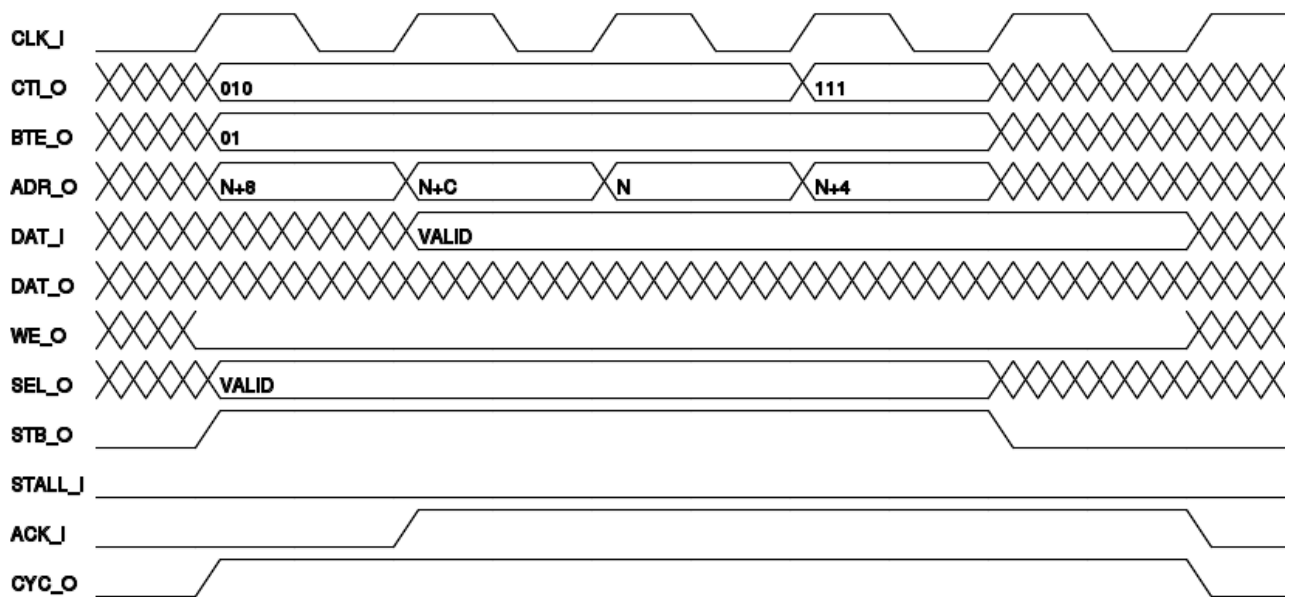 CLK_I
CTI_O 010 111
BTE_O 01
ADR_O N+8 N+C N N+4
DAT_I VALID
DAT_O
WE_O
SEL_O VALID
STB_O
STALL_I
ACK_I
CYC_O